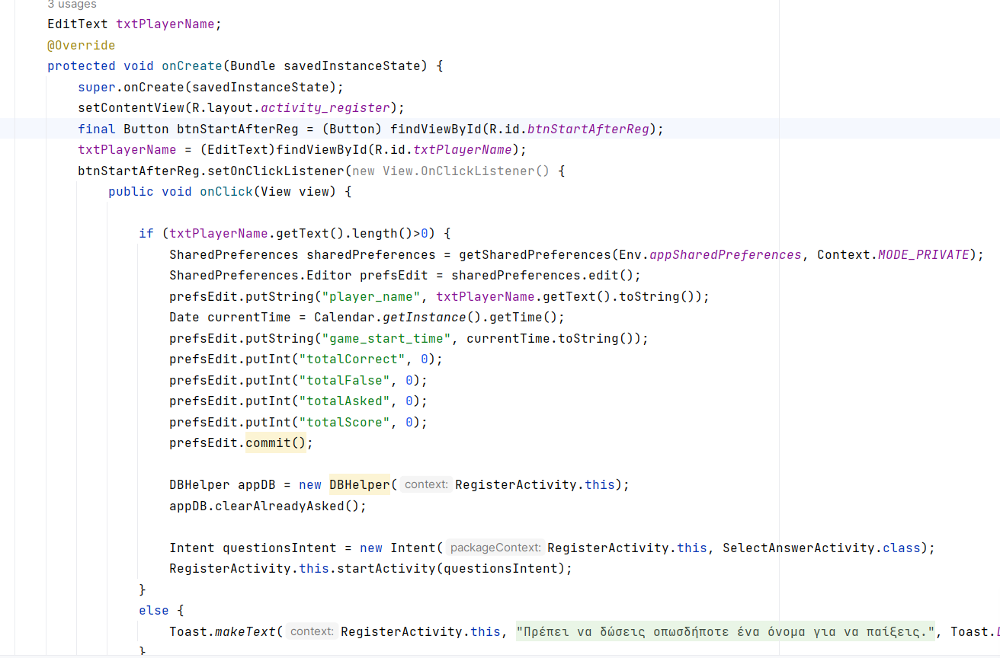 3 usages
EditText txtPlayerName;
@Override
protected void onCreate(Bundle savedInstanceState) {
super.onCreate(savedInstanceState);
setContentView(R.layout.activity_register);
final Button btnStartAfterReg = (Button) findViewById(R.id.btnStartAfterReg);
txtPlayerName = (EditText)findViewById(R.id.txtPlayerName);
btnStartAfterReg.setOnClickListener(new View.OnClickListener() {
public void onClick(View view) {
if (txtPlayerName.getText().length()>0) {
SharedPreferences sharedPreferences = getSharedPreferences(Env.appSharedPreferences, Context.MODE_PRIVATE);
SharedPreferences.Editor prefsEdit = sharedPreferences.edit();
prefsEdit.putString("player_name", txtPlayerName.getText().toString());
Date currentTime = Calendar.getInstance().getTime();
prefsEdit.putString("game_start_time", currentTime.toString());
prefsEdit.putInt("totalCorrect", 0);
prefsEdit.putInt("totalFalse", 0);
prefsEdit.putInt("totalAsked", 0);
prefsEdit.putInt("totalScore", 0);
prefsEdit.commit();
DBHelper appDB = new DBHelper( context: RegisterActivity.this);
appDB.clearAlreadyAsked();
Intent questionsIntent = new Intent( packageContext: RegisterActivity.this, SelectAnswerActivity.class);
RegisterActivity.this.startActivity(questionsIntent);
}
else {
Toast.makeText( context: RegisterActivity.this, "Πρέπει να δώσεις οπωσδήποτε ένα όνομα για να παίξεις.", Toast.
}